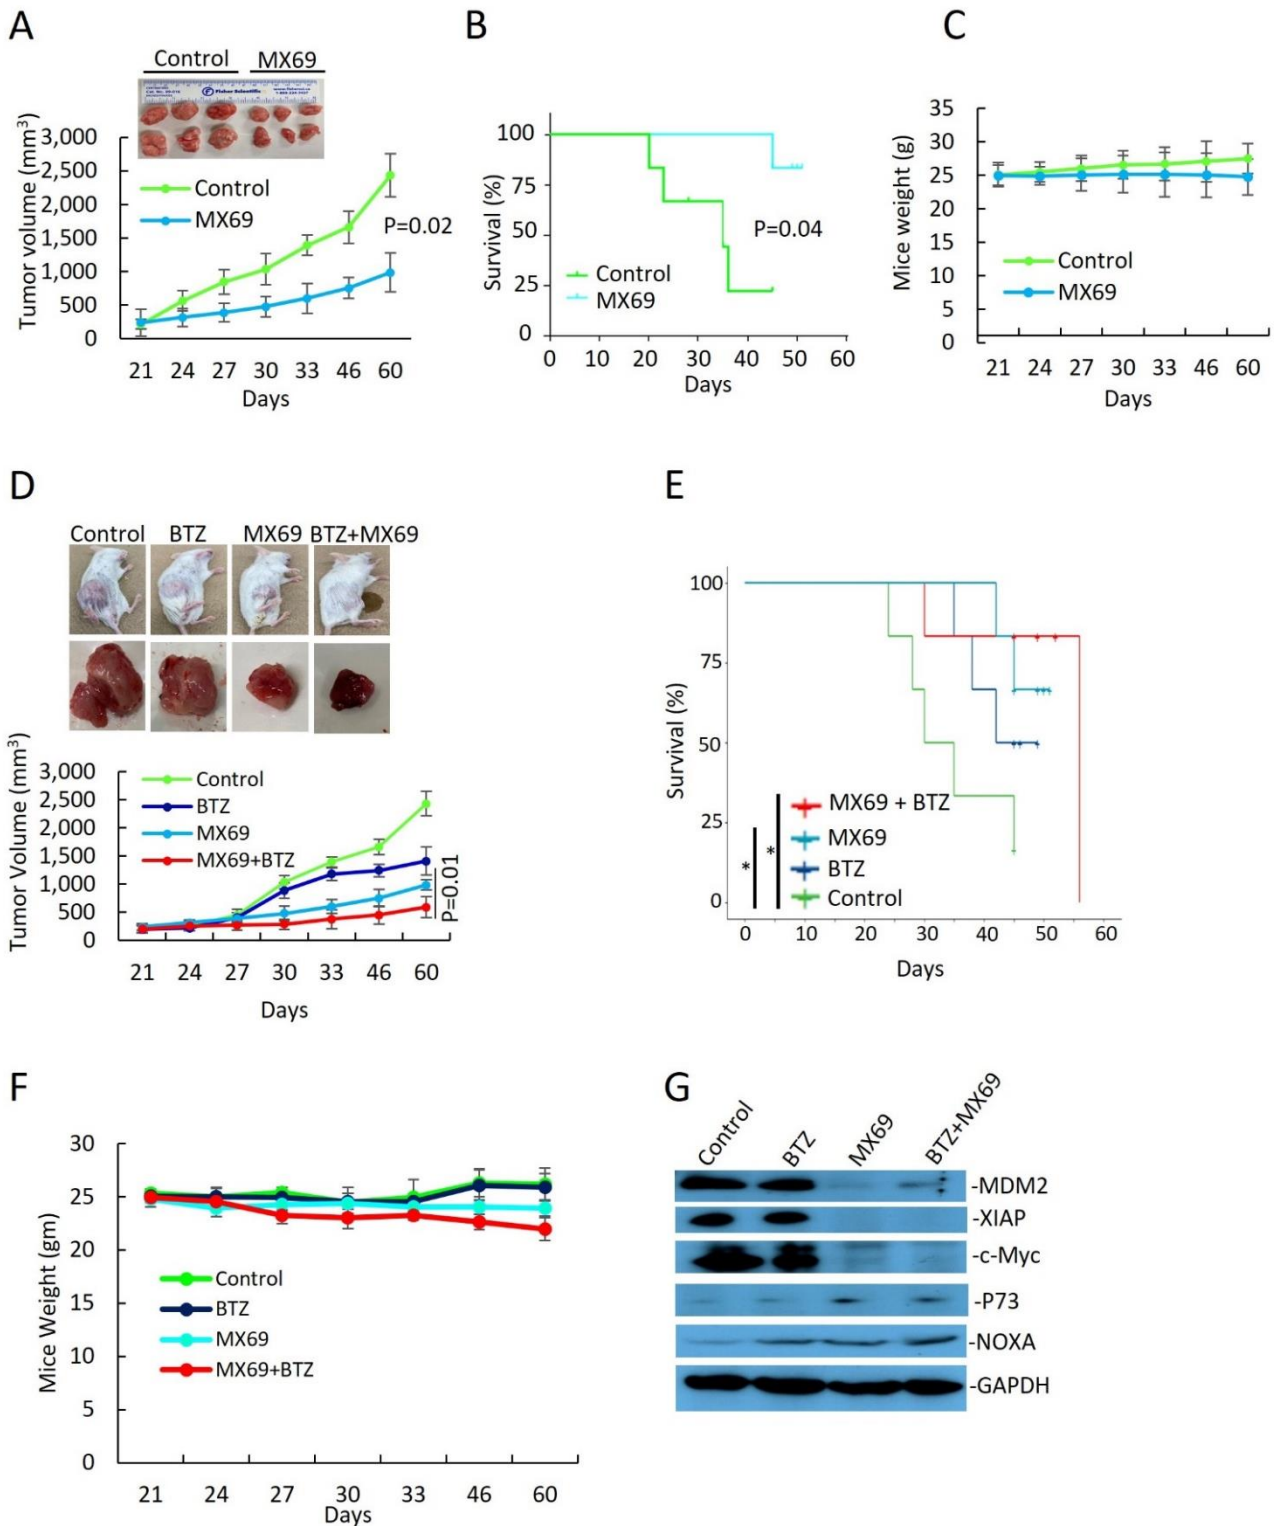 A
Control MX69
Fisher Scientific
Tumor volume (mm³)
3,000
2,500
2,000
1,500
1,000
500
0
Control
MX69
P=0.02
21 24 27 30 33 46 60
Days
B
Survival (%)
100
75
50
25
0
P=0.04
Control
MX69
0 10 20 30 40 50 60
Days
C
Mice weight (g)
35
30
25
20
15
10
5
0
Control
MX69
21 24 27 30 33 46 60
Days
D
Control BTZ MX69 BTZ+MX69
Tumor Volume (mm³)
3,000
2,500
2,000
1,500
1,000
500
0
Control
BTZ
MX69
MX69+BTZ
P=0.01
21 24 27 30 33 46 60
Days
E
Survival (%)
100
75
50
25
0
* *
MX69 + BTZ
MX69
BTZ
Control
0 10 30 40 50 60
Days
F
Mice Weight (gm)
30
25
20
15
10
5
0
Control
BTZ
MX69
MX69+BTZ
21 24 27 30 33 46 60
Days
G
Control BTZ MX69 BTZ+MX69
-MDM2
-XIAP
-c-Myc
-P73
-NOXA
-GAPDH